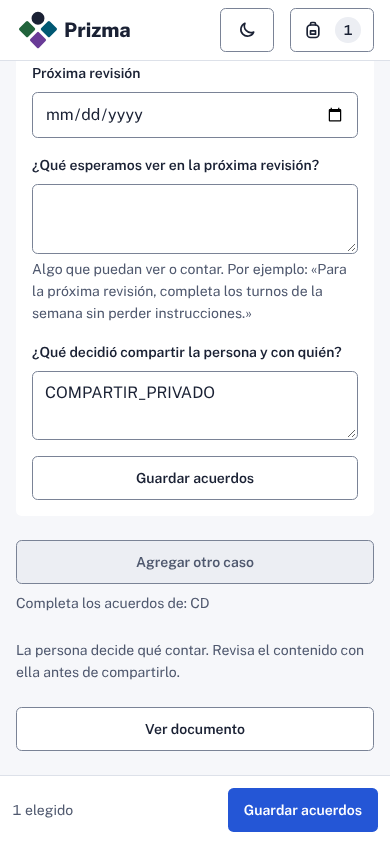 Prizma
1
Próxima revisión
mm/dd/yyyy
¿Qué esperamos ver en la próxima revisión?
Algo que puedan ver o contar. Por ejemplo: «Para
la próxima revisión, completa los turnos de la
semana sin perder instrucciones.»
¿Qué decidió compartir la persona y con quién?
COMPARTIR_PRIVADO
Guardar acuerdos
Agregar otro caso
Completa los acuerdos de: CD
La persona decide qué contar. Revisa el contenido con
ella antes de compartirlo.
Ver documento
1 elegido
Guardar acuerdos